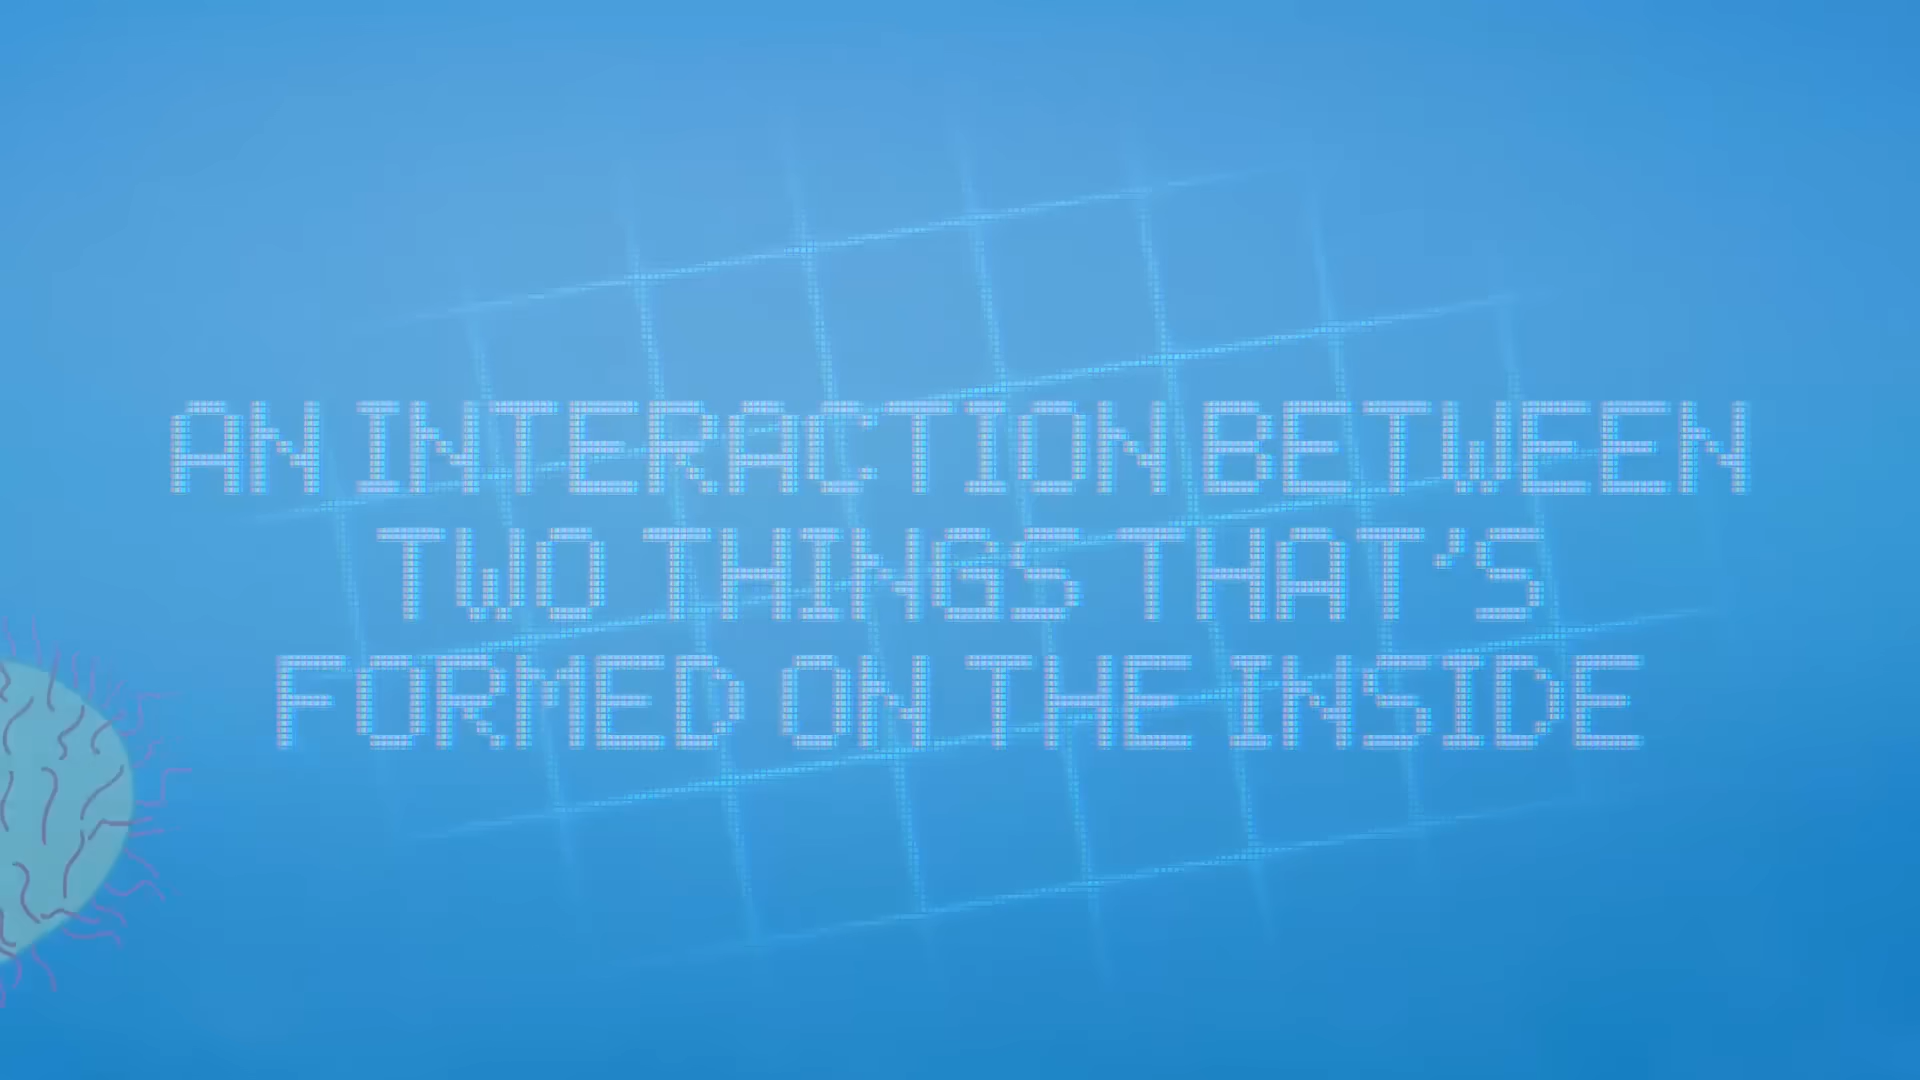 AN INTERACTION BETWEEN
TWO THINGS THAT'S
FORMED ON THE INSIDE